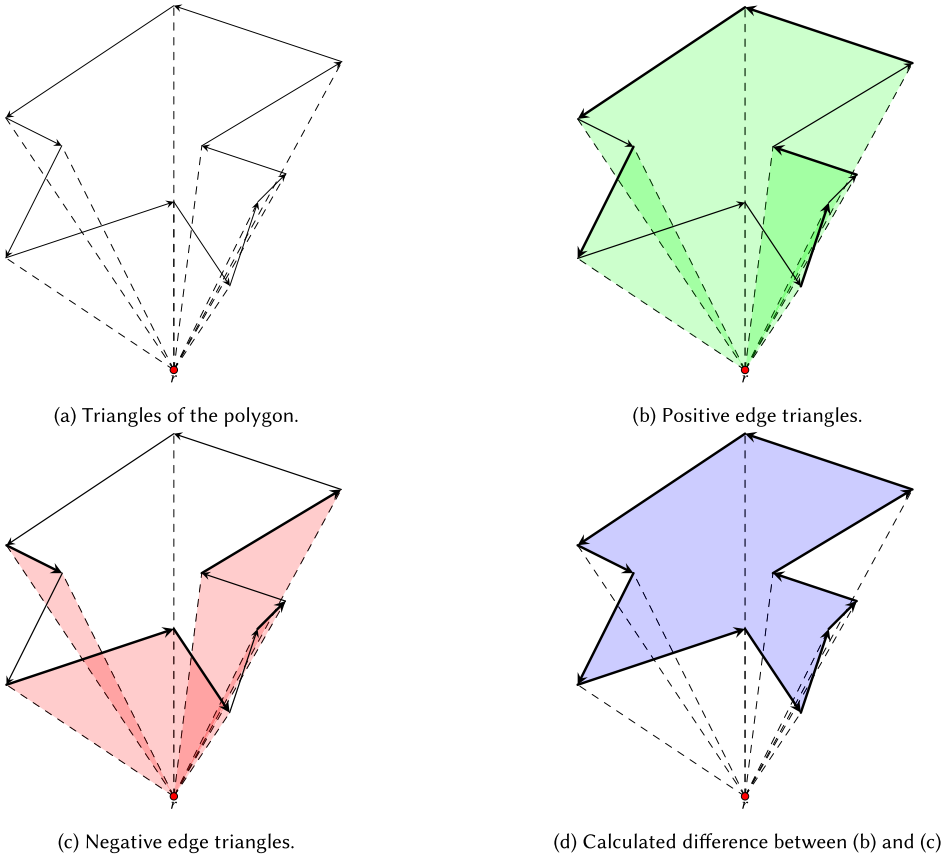 r
r
(a) Triangles of the polygon.
(b) Positive edge triangles.
r
r
(c) Negative edge triangles.
(d) Calculated difference between (b) and (c)